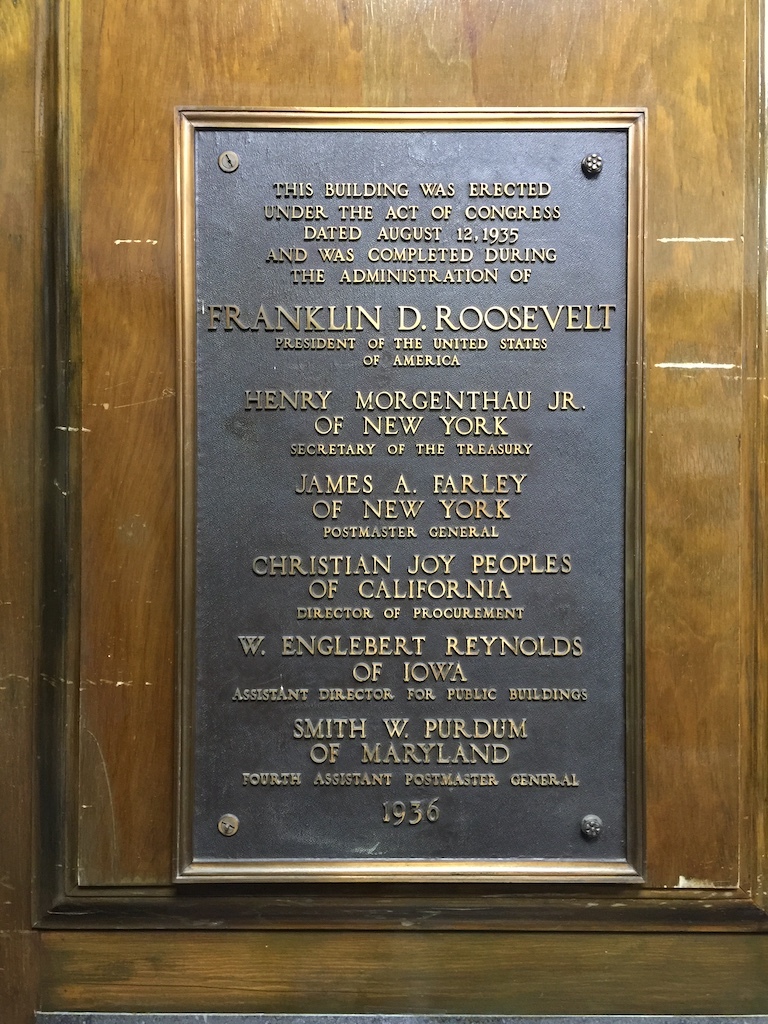 THIS BUILDING WAS ERECTED
UNDER THE ACT OF CONGRESS
DATED AUGUST 12, 1935
AND WAS COMPLETED DURING
THE ADMINISTRATION OF
FRANKLIN D. ROOSEVELT
PRESIDENT OF THE UNITED STATES
OF AMERICA
HENRY MORGENTHAU JR.
OF NEW YORK
SECRETARY OF THE TREASURY
JAMES A. FARLEY
OF NEW YORK
POSTMASTER GENERAL
CHRISTIAN JOY PEOPLES
OF CALIFORNIA
DIRECTOR OF PROCUREMENT
W. ENGLEBERT REYNOLDS
OF IOWA
ASSISTANT DIRECTOR FOR PUBLIC BUILDINGS
SMITH W. PURDUM
OF MARYLAND
FOURTH ASSISTANT POSTMASTER GENERAL
1936